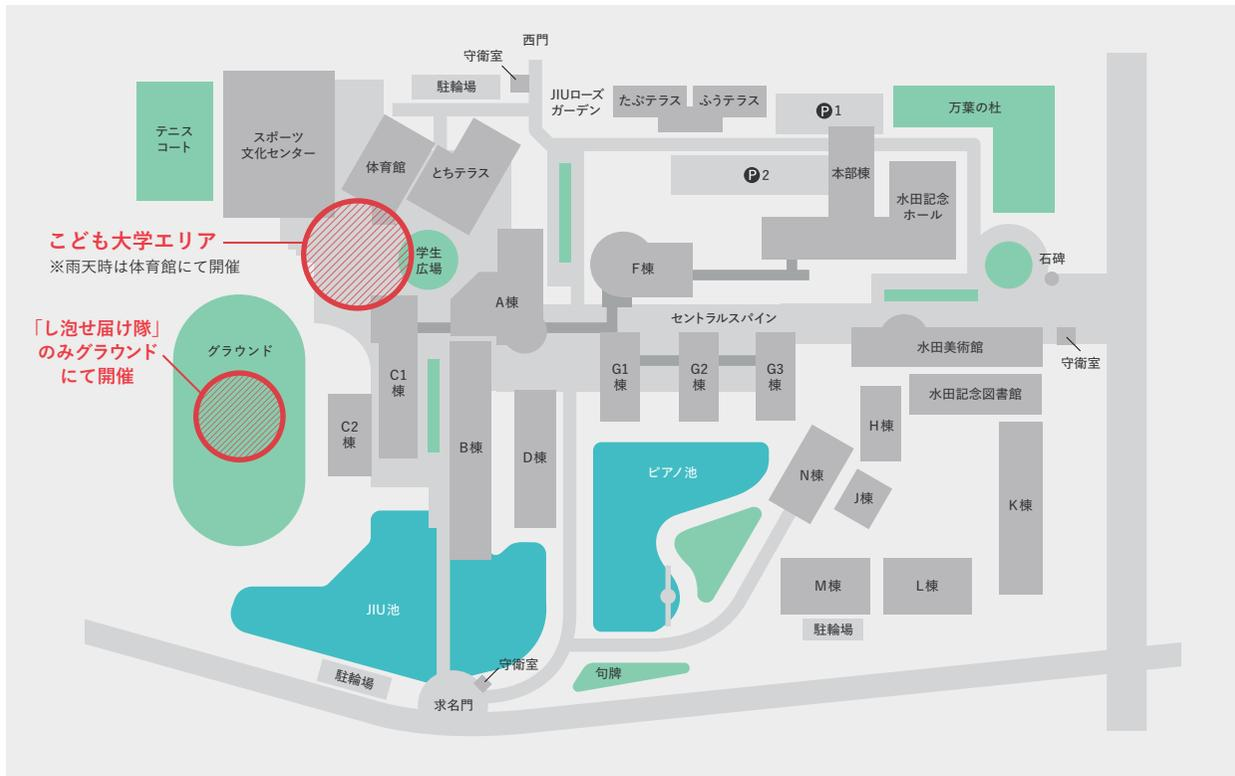 西門
守衛室
駐輪場
JIUローズ
ガーデン
たぶテラス
ふうテラス
P1
万葉の杜
テニス
コート
スポーツ
文化センター
体育館
とちテラス
P2
本部棟
水田記念
ホール
こども大学エリア
※雨天時は体育館にて開催
学生
広場
F棟
石碑
A棟
セントラルスパイン
「し泡せ届け隊」
のみグラウンド
にて開催
グラウンド
水田美術館
守衛室
C1
棟
G1
棟
G2
棟
G3
棟
水田記念図書館
C2
棟
B棟
D棟
H棟
ピアノ池
N棟
J棟
K棟
JIU池
M棟
L棟
駐輪場
守衛室
句牌
駐輪場
求名門